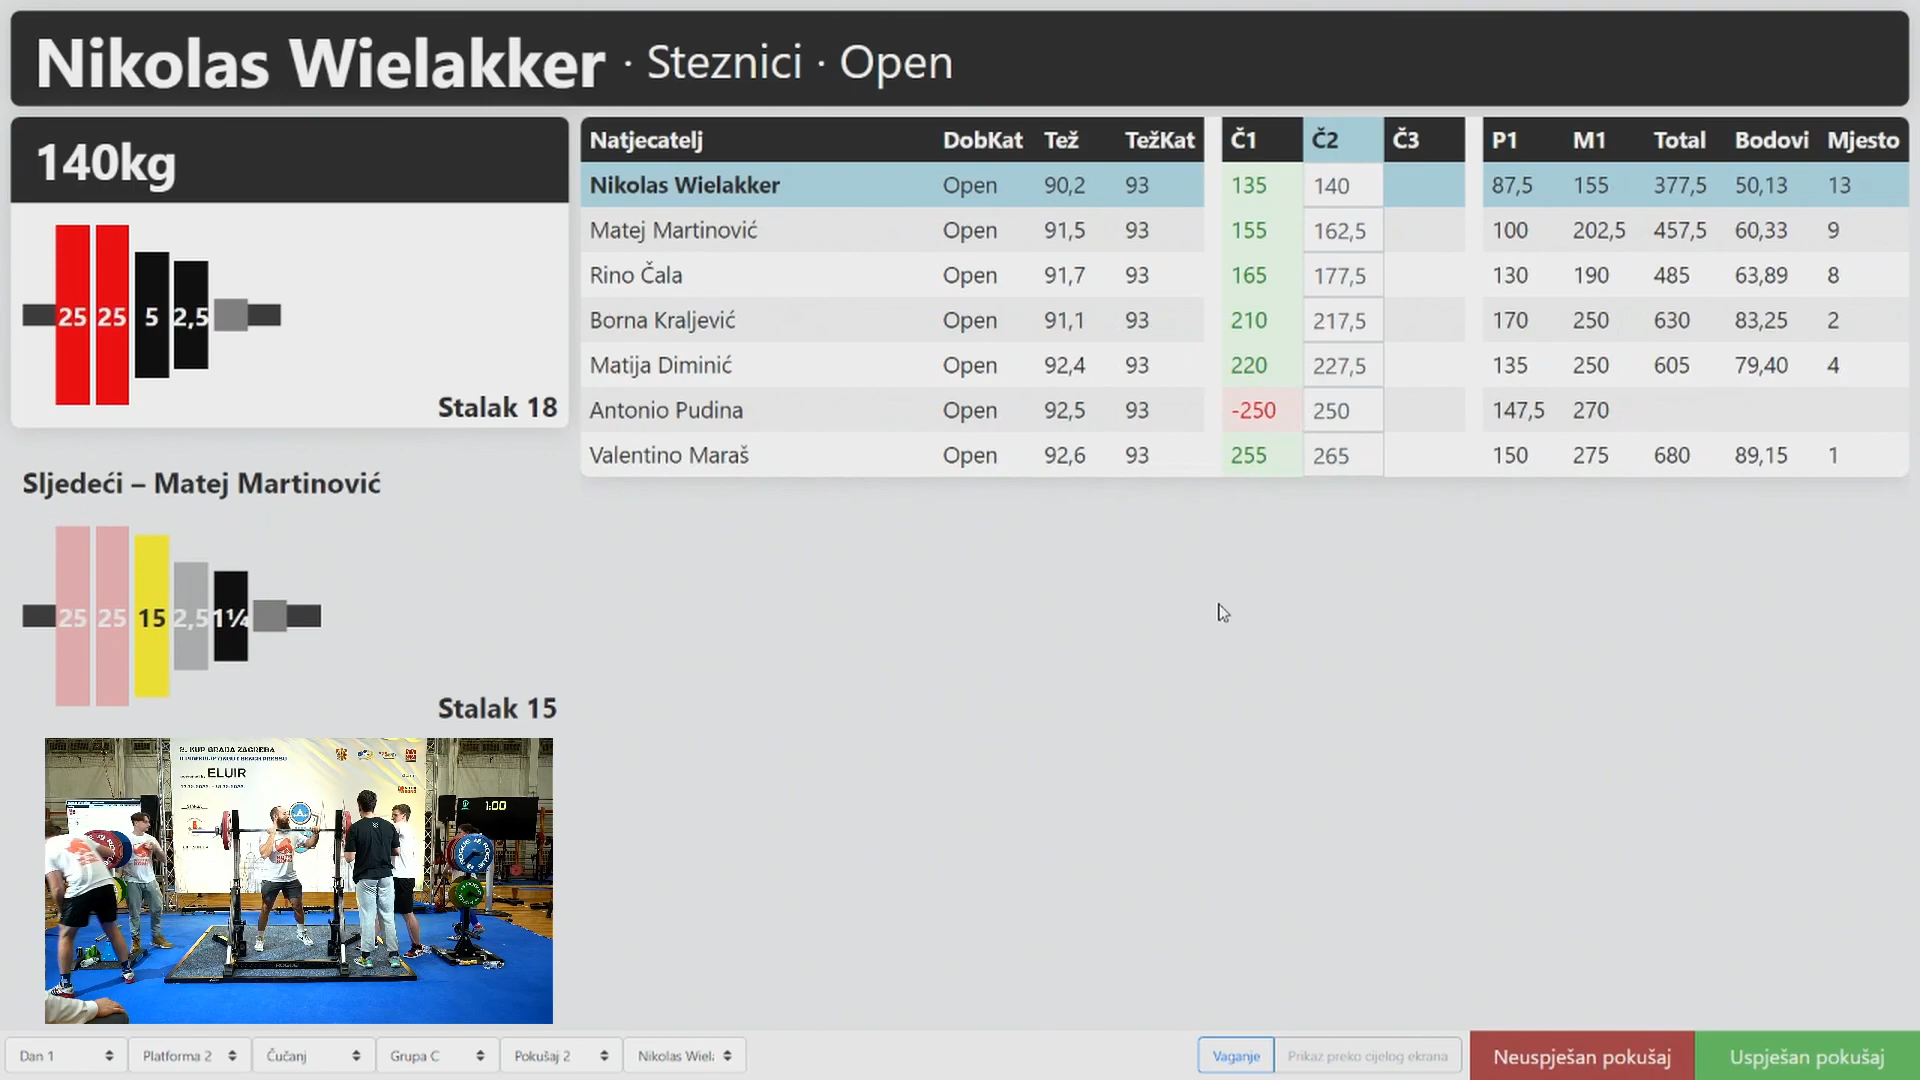 Nikolas Wielakker · Steznici · Open
140kg
25 25 5 2,5
Stalak 18
Sljedeći – Matej Martinović
25 25 15 2,5 1¼
Stalak 15
Natjecatelj DobKat Tež TežKat Č1 Č2 Č3 P1 M1 Total Bodovi Mjesto
Nikolas Wielakker Open 90,2 93 135 140 87,5 155 377,5 50,13 13
Matej Martinović Open 91,5 93 155 162,5 100 202,5 457,5 60,33 9
Rino Čala Open 91,7 93 165 177,5 130 190 485 63,89 8
Borna Kraljević Open 91,1 93 210 217,5 170 250 630 83,25 2
Matija Diminić Open 92,4 93 220 227,5 135 250 605 79,40 4
Antonio Pudina Open 92,5 93 -250 250 147,5 270
Valentino Maraš Open 92,6 93 255 265 150 275 680 89,15 1
2. KUP GRADA ZAGREBA
ELUIR
1:00
ROGUE
Dan 1 Platforma 2 Čučanj Grupa C Pokušaj 2 Nikolas Wiel
Vaganje Prikaz preko cijelog ekrana Neuspješan pokušaj Uspješan pokušaj